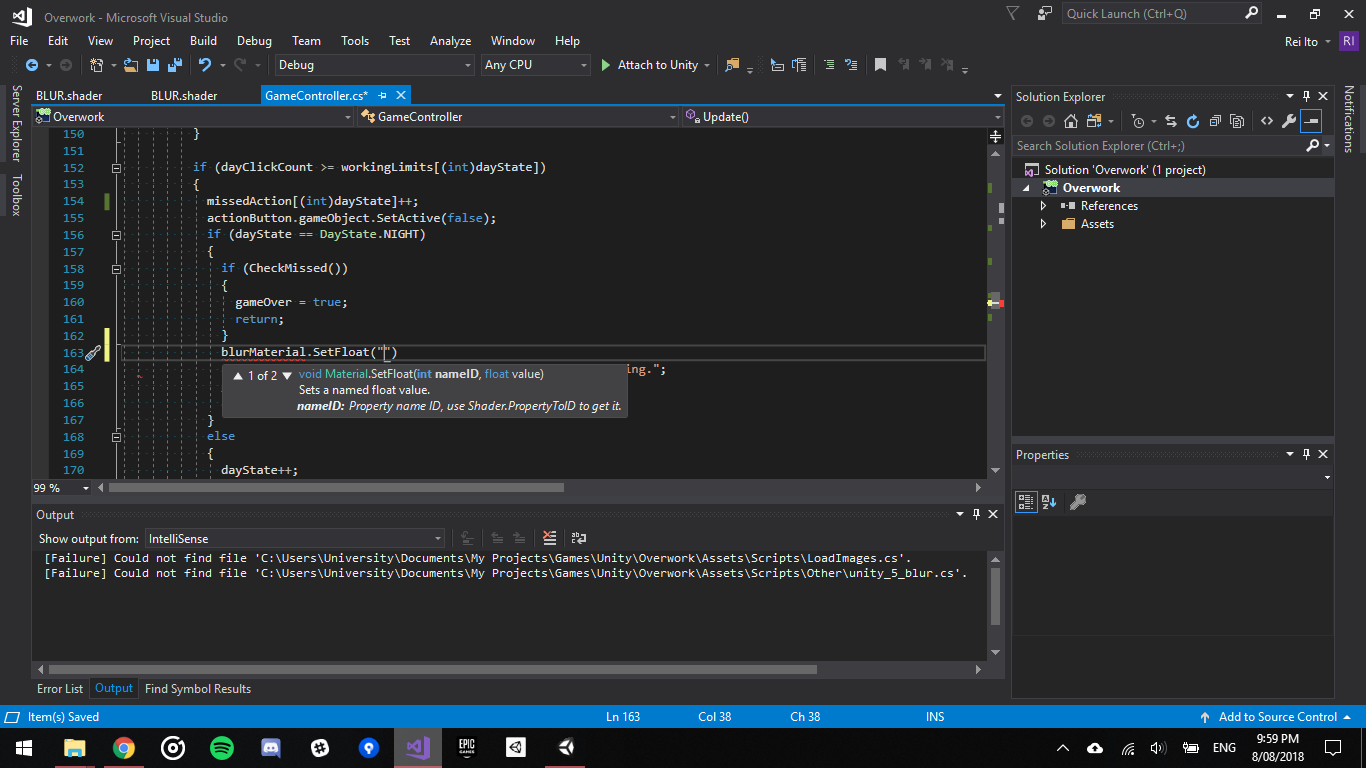 Overwork - Microsoft Visual Studio
Quick Launch (Ctrl+Q)
File Edit View Project Build Debug Team Tools Test Analyze Window Help
Rei Ito RI
Debug Any CPU Attach to Unity
Server Explorer
Toolbox
BLUR.shader BLUR.shader GameController.cs*
Overwork GameController Update()
150 }
151
152 if (dayClickCount >= workingLimits[(int)dayState])
153 {
154 missedAction[(int)dayState]++;
155 actionButton.gameObject.SetActive(false);
156 if (dayState == DayState.NIGHT)
157 {
158 if (CheckMissed())
159 {
160 gameOver = true;
161 return;
162 }
163 blurMaterial.SetFloat("")
164 ing.";
1 of 2 void Material.SetFloat(int nameID, float value)
Sets a named float value.
nameID: Property name ID, use Shader.PropertyToID to get it.
165
166
167 }
168 else
169 {
170 dayState++;
99 %
Output
Show output from: IntelliSense
[Failure] Could not find file 'C:\Users\University\Documents\My Projects\Games\Unity\Overwork\Assets\Scripts\LoadImages.cs'.
[Failure] Could not find file 'C:\Users\University\Documents\My Projects\Games\Unity\Overwork\Assets\Scripts\Other\unity_5_blur.cs'.
Error List Output Find Symbol Results
Solution Explorer
Search Solution Explorer (Ctrl+;)
Solution 'Overwork' (1 project)
Overwork
References
Assets
Properties
Notifications
Item(s) Saved Ln 163 Col 38 Ch 38 INS Add to Source Control
EPIC GAMES
ENG
9:59 PM
8/08/2018